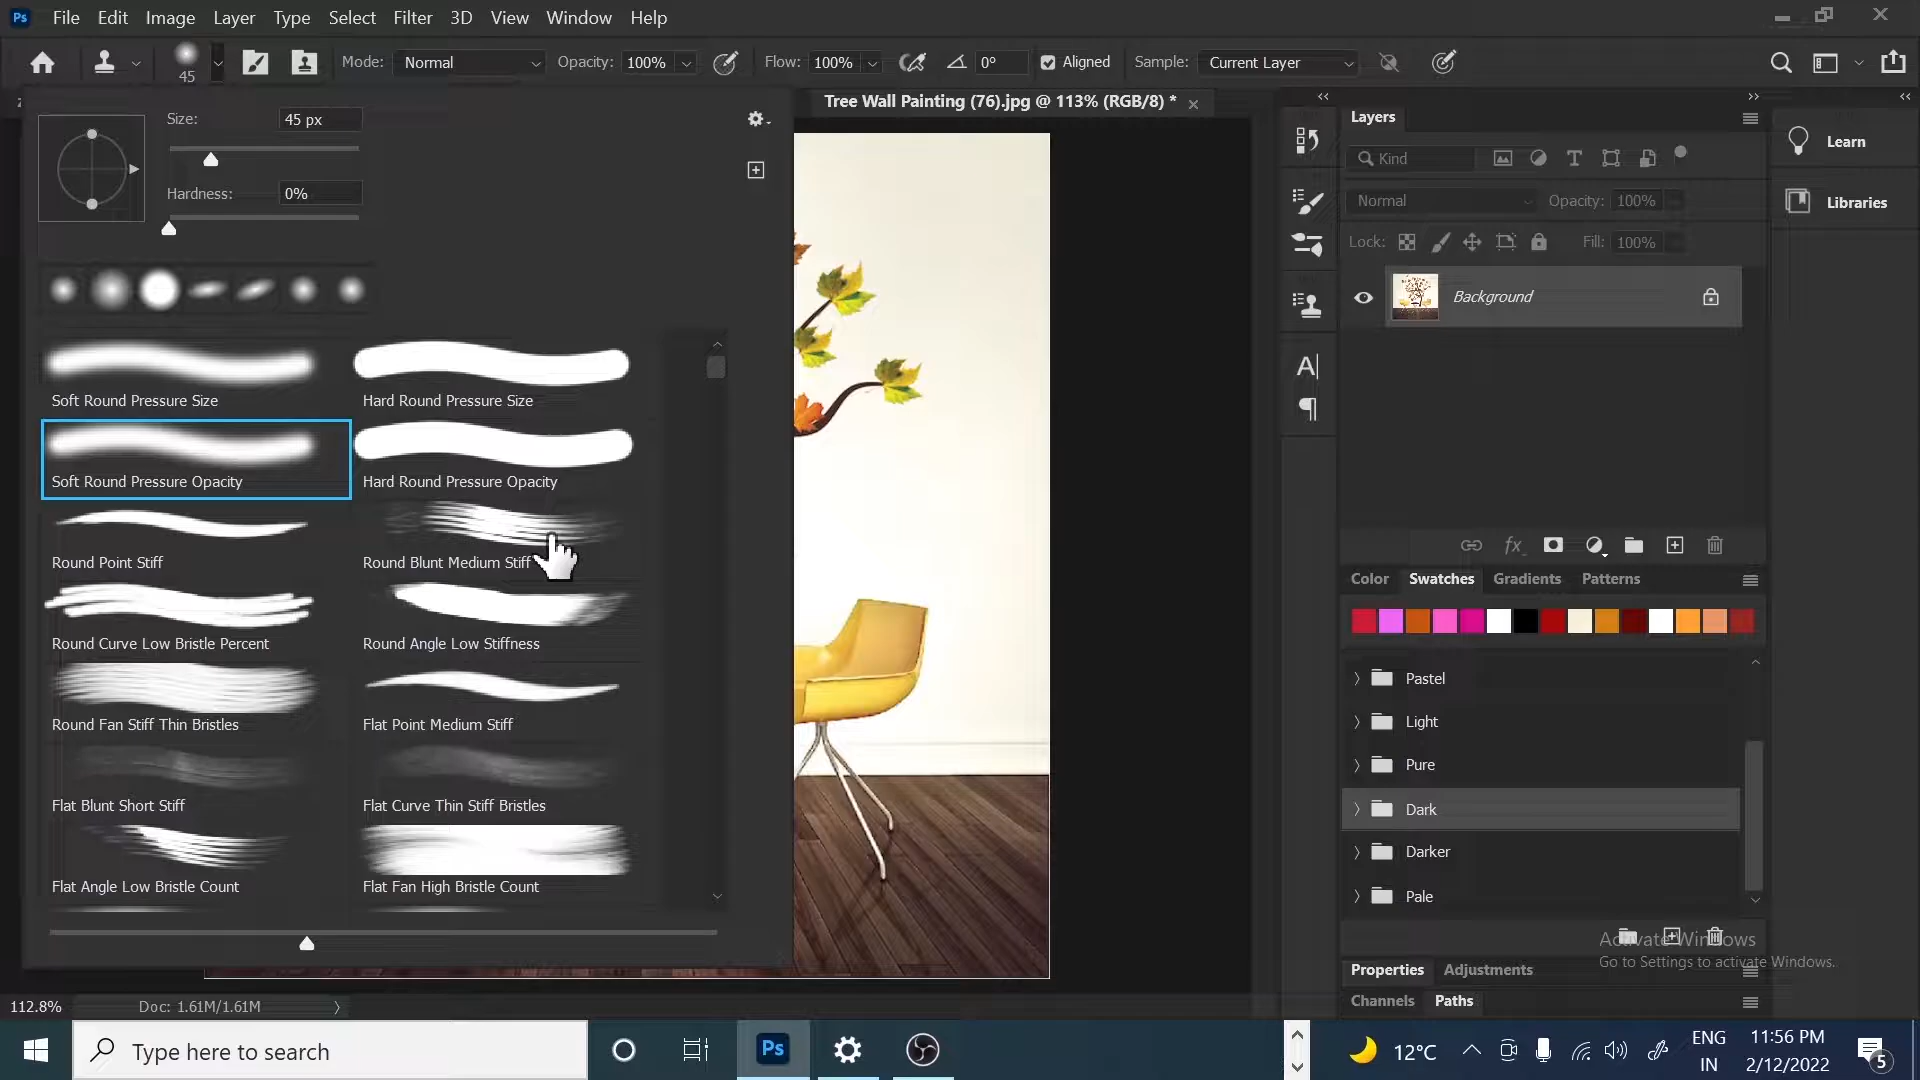 Ps File Edit Image Layer Type Select Filter 3D View Window Help
45 Mode: Normal Opacity: 100% Flow: 100% 0° Aligned Sample: Current Layer
Tree Wall Painting (76).jpg @ 113% (RGB/8) *
Size: 45 px
Hardness: 0%
Soft Round Pressure Size
Hard Round Pressure Size
Soft Round Pressure Opacity
Hard Round Pressure Opacity
Round Point Stiff
Round Blunt Medium Stiff
Round Curve Low Bristle Percent
Round Angle Low Stiffness
Round Fan Stiff Thin Bristles
Flat Point Medium Stiff
Flat Blunt Short Stiff
Flat Curve Thin Stiff Bristles
Flat Angle Low Bristle Count
Flat Fan High Bristle Count
Layers
Kind
Normal Opacity: 100%
Lock: Fill: 100%
Background
Learn
Libraries
Color Swatches Gradients Patterns
Pastel
Light
Pure
Dark
Darker
Pale
Activate Windows
Go to Settings to activate Windows.
Properties Adjustments
Channels Paths
112.8% Doc: 1.61M/1.61M
Type here to search
Ps
12°C
ENG
IN
11:56 PM
2/12/2022
5